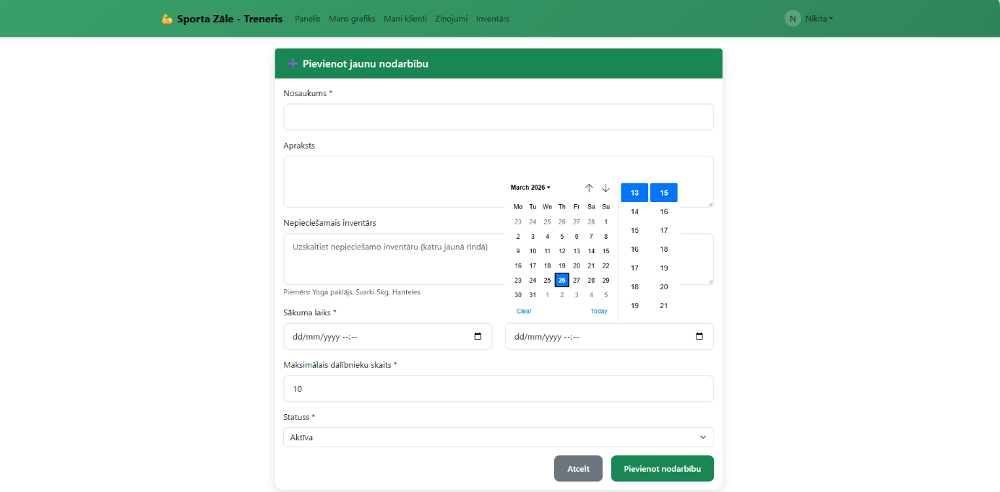 💪 Sporta Zāle - Treneris Panelis Mans grafiks Mani klienti Ziņojumi Inventārs N Nikita
Pievienot jaunu nodarbību
Nosaukums *
Apraksts
March 2026
Mo Tu We Th Fr Sa Su
23 24 25 26 27 28 1
2 3 4 5 6 7 8
9 10 11 12 13 14 15
16 17 18 19 20 21 22
23 24 25 26 27 28 29
30 31 1 2 3 4 5
Clear Today
13 15
14 16
15 17
16 18
17 19
18 20
19 21
Nepieciešamais inventārs
Uzskaitiet nepieciešamo inventāru (katru jaunā rindā)
Piemērs: Yoga paklājs, Svarki 5kg, Hanteles
Sākuma laiks *
dd/mm/yyyy --:-- dd/mm/yyyy --:--
Maksimālais dalībnieku skaits *
10
Statuss *
Aktīva
Atcelt Pievienot nodarbību